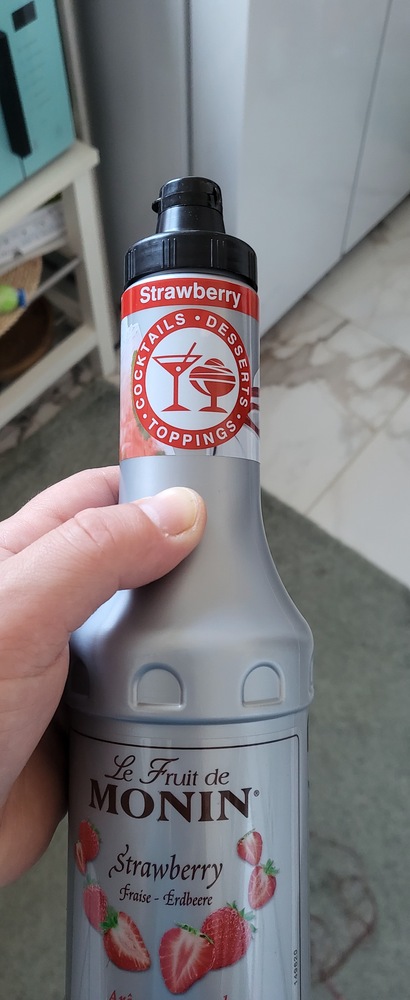 Strawberry
COCKTAILS • DESSERTS • TOPPINGS •
Le Fruit de
MONIN®
Strawberry
Fraise - Erdbeere